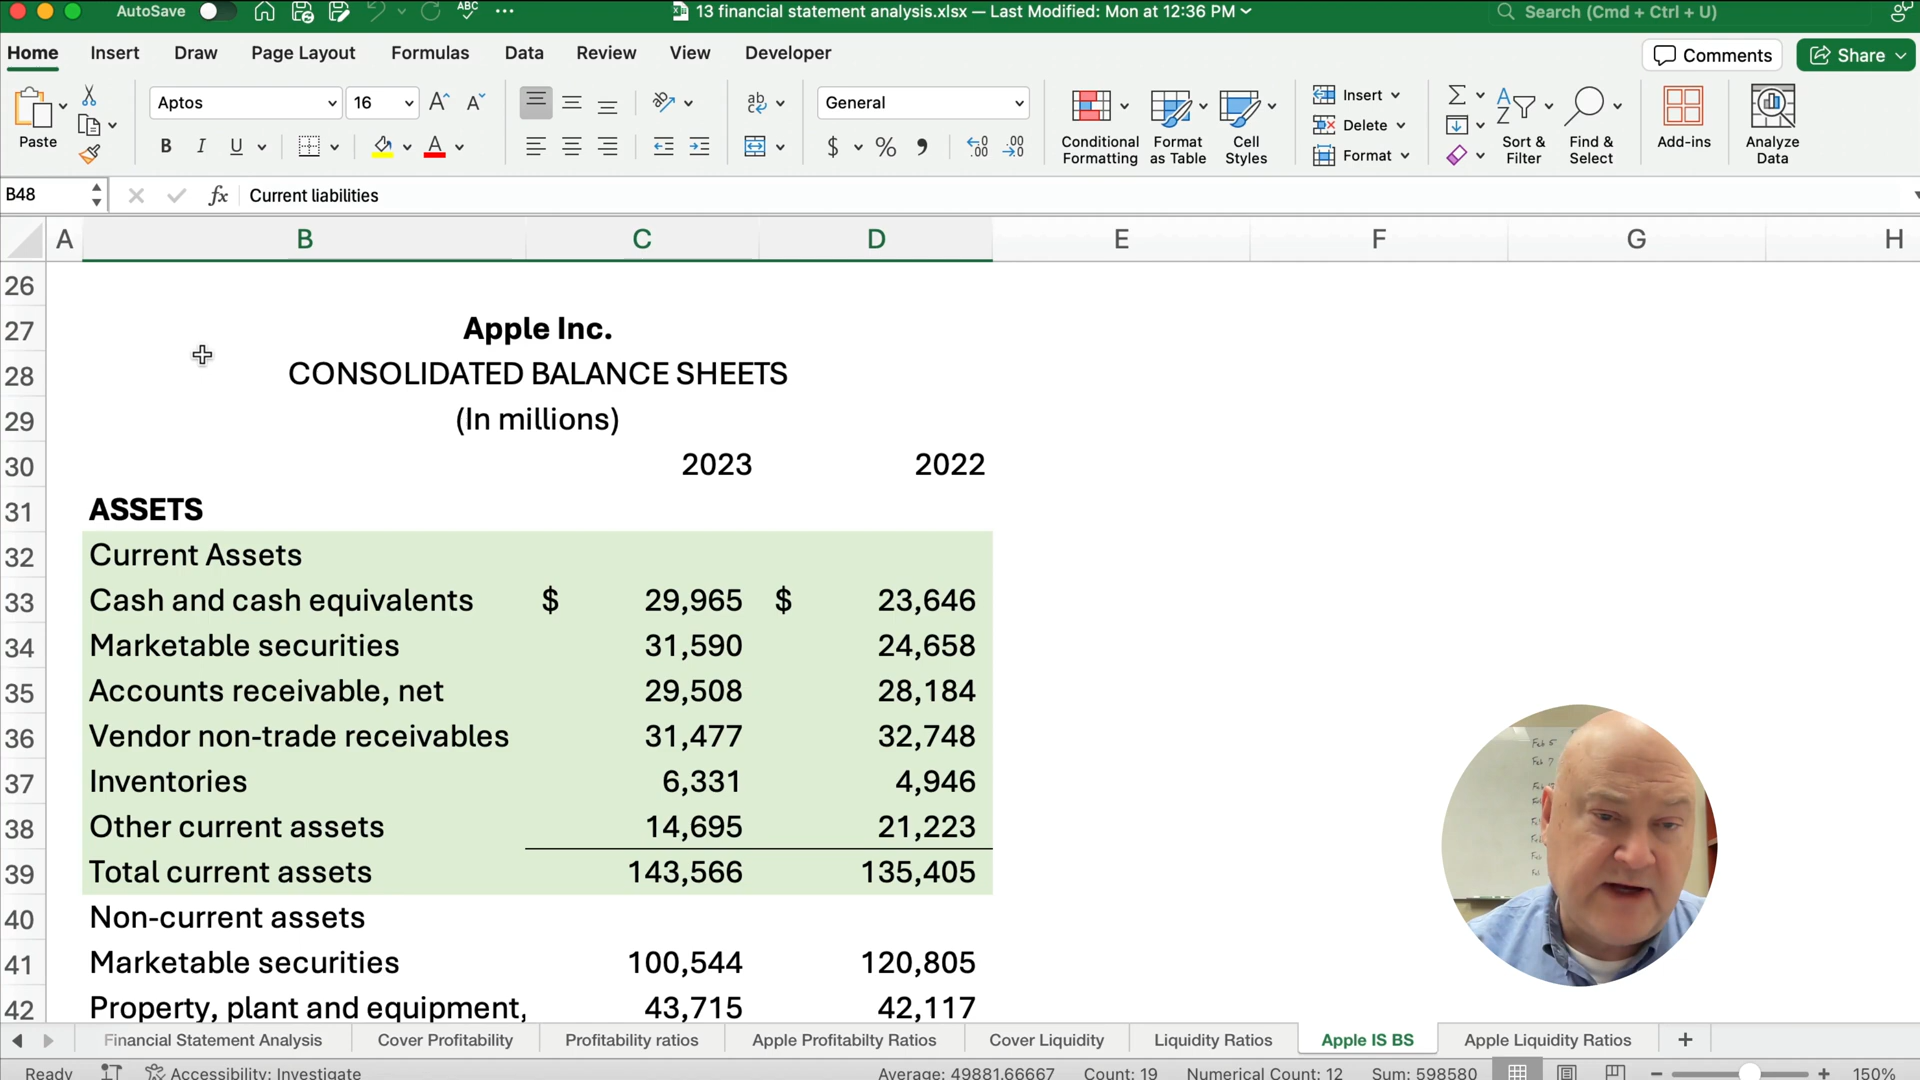 AutoSave
13 financial statement analysis.xlsx — Last Modified: Mon at 12:36 PM
Search (Cmd + Ctrl + U)
Home Insert Draw Page Layout Formulas Data Review View Developer
Comments Share
Paste
Aptos 16
General
B I U
$ % 
Conditional Formatting
Format as Table
Cell Styles
Insert
Delete
Format
Sort & Filter
Find & Select
Add-ins
Analyze Data
B48 fx Current liabilities
A B C D E F G H
26
27 Apple Inc.
28 CONSOLIDATED BALANCE SHEETS
29 (In millions)
30 2023 2022
31 ASSETS
32 Current Assets
33 Cash and cash equivalents $ 29,965 $ 23,646
34 Marketable securities 31,590 24,658
35 Accounts receivable, net 29,508 28,184
36 Vendor non-trade receivables 31,477 32,748
37 Inventories 6,331 4,946
38 Other current assets 14,695 21,223
39 Total current assets 143,566 135,405
40 Non-current assets
41 Marketable securities 100,544 120,805
42 Property, plant and equipment, 43,715 42,117
Financial Statement Analysis Cover Profitability Profitability ratios Apple Profitabilty Ratios Cover Liquidity Liquidity Ratios Apple IS BS Apple Liquidity Ratios +
Ready Accessibility: Investigate Average: 49881.66667 Count: 19 Numerical Count: 12 Sum: 598580 150%